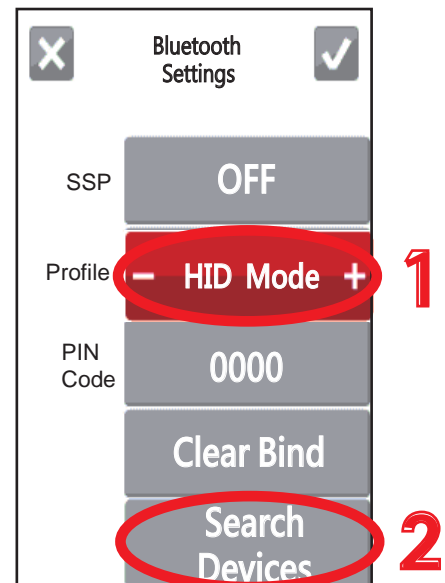 Bluetooth
Settings
SSP OFF
Profile – HID Mode + 1
PIN
Code 0000
Clear Bind
Search
Devices 2